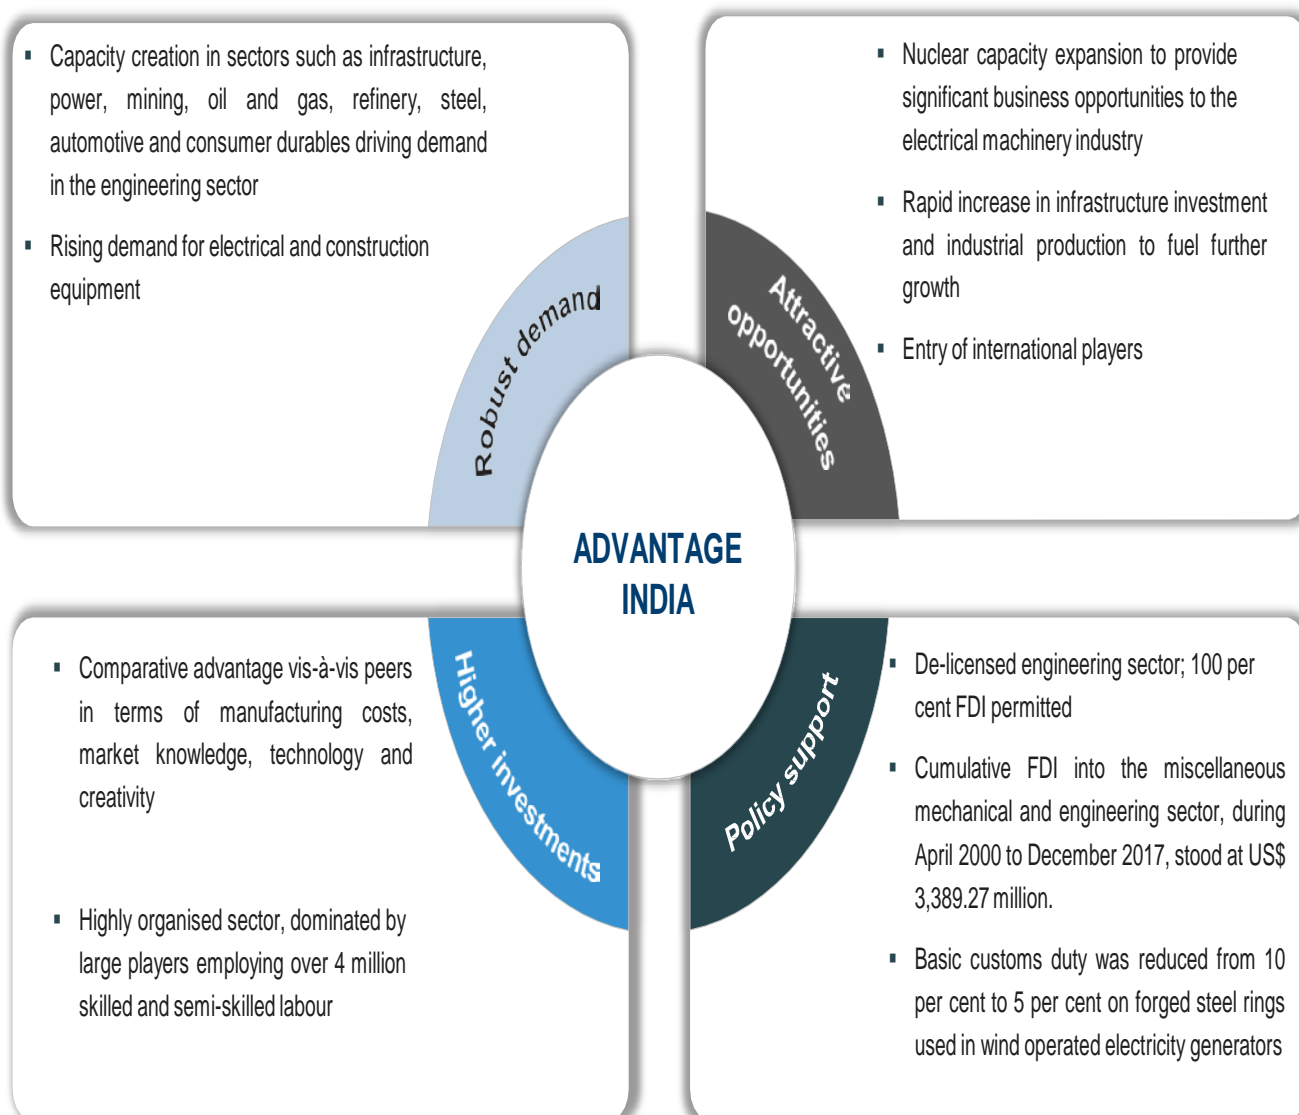 Capacity creation in sectors such as infrastructure,
power, mining, oil and gas, refinery, steel,
automotive and consumer durables driving demand
in the engineering sector
Rising demand for electrical and construction
equipment
Robust demand
Nuclear capacity expansion to provide
significant business opportunities to the
electrical machinery industry
Rapid increase in infrastructure investment
and industrial production to fuel further
growth
Entry of international players
Attractive
opportunities
ADVANTAGE
INDIA
Comparative advantage vis-à-vis peers
in terms of manufacturing costs,
market knowledge, technology and
creativity
Highly organised sector, dominated by
large players employing over 4 million
skilled and semi-skilled labour
Higher investments
De-licensed engineering sector; 100 per
cent FDI permitted
Cumulative FDI into the miscellaneous
mechanical and engineering sector, during
April 2000 to December 2017, stood at US$
3,389.27 million.
Basic customs duty was reduced from 10
per cent to 5 per cent on forged steel rings
used in wind operated electricity generators
Policy support